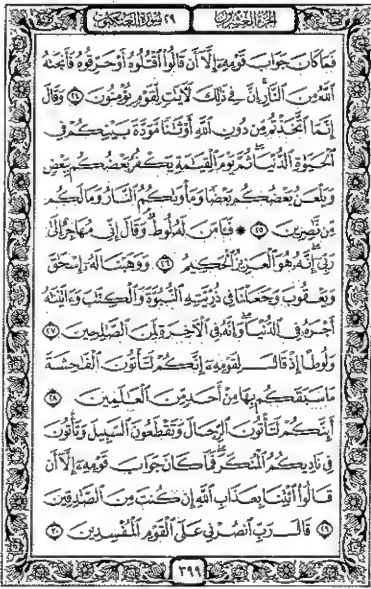 الجزء العشرون ٢٩ سورة العنكبوت
فَمَا كَانَ جَوَابَ قَوْمِهِۦٓ إِلَّآ أَن قَالُوا۟ ٱقْتُلُوهُ أَوْ حَرِّقُوهُ فَأَنجَىٰهُ
ٱللَّهُ مِنَ ٱلنَّارِ إِنَّ فِى ذَٰلِكَ لَءَايَٰتٍ لِّقَوْمٍ يُؤْمِنُونَ ٢٤ وَقَالَ
إِنَّمَا ٱتَّخَذْتُم مِّن دُونِ ٱللَّهِ أَوْثَٰنًا مَّوَدَّةَ بَيْنِكُمْ فِى
ٱلْحَيَوٰةِ ٱلدُّنْيَا ثُمَّ يَوْمَ ٱلْقِيَٰمَةِ يَكْفُرُ بَعْضُكُم بِبَعْضٍ
وَيَلْعَنُ بَعْضُكُم بَعْضًا وَمَأْوَىٰكُمُ ٱلنَّارُ وَمَا لَكُم
مِّن نَّٰصِرِينَ ٢٥ ۞ فَـَٔامَنَ لَهُۥ لُوطٌ وَقَالَ إِنِّى مُهَاجِرٌ إِلَىٰ
رَبِّىٓ إِنَّهُۥ هُوَ ٱلْعَزِيزُ ٱلْحَكِيمُ ٢٦ وَوَهَبْنَا لَهُۥٓ إِسْحَٰقَ
وَيَعْقُوبَ وَجَعَلْنَا فِى ذُرِّيَّتِهِ ٱلنُّبُوَّةَ وَٱلْكِتَٰبَ وَءَاتَيْنَٰهُ
أَجْرَهُۥ فِى ٱلدُّنْيَا وَإِنَّهُۥ فِى ٱلْءَاخِرَةِ لَمِنَ ٱلصَّٰلِحِينَ ٢٧
وَلُوطًا إِذْ قَالَ لِقَوْمِهِۦٓ إِنَّكُمْ لَتَأْتُونَ ٱلْفَٰحِشَةَ
مَا سَبَقَكُم بِهَا مِنْ أَحَدٍ مِّنَ ٱلْعَٰلَمِينَ ٢٨
أَئِنَّكُمْ لَتَأْتُونَ ٱلرِّجَالَ وَتَقْطَعُونَ ٱلسَّبِيلَ وَتَأْتُونَ
فِى نَادِيكُمُ ٱلْمُنكَرَ فَمَا كَانَ جَوَابَ قَوْمِهِۦٓ إِلَّآ أَن
قَالُوا۟ ٱئْتِنَا بِعَذَابِ ٱللَّهِ إِن كُنتَ مِنَ ٱلصَّٰدِقِينَ
٢٩ قَالَ رَبِّ ٱنصُرْنِى عَلَى ٱلْقَوْمِ ٱلْمُفْسِدِينَ ٣٠
٣٩٩